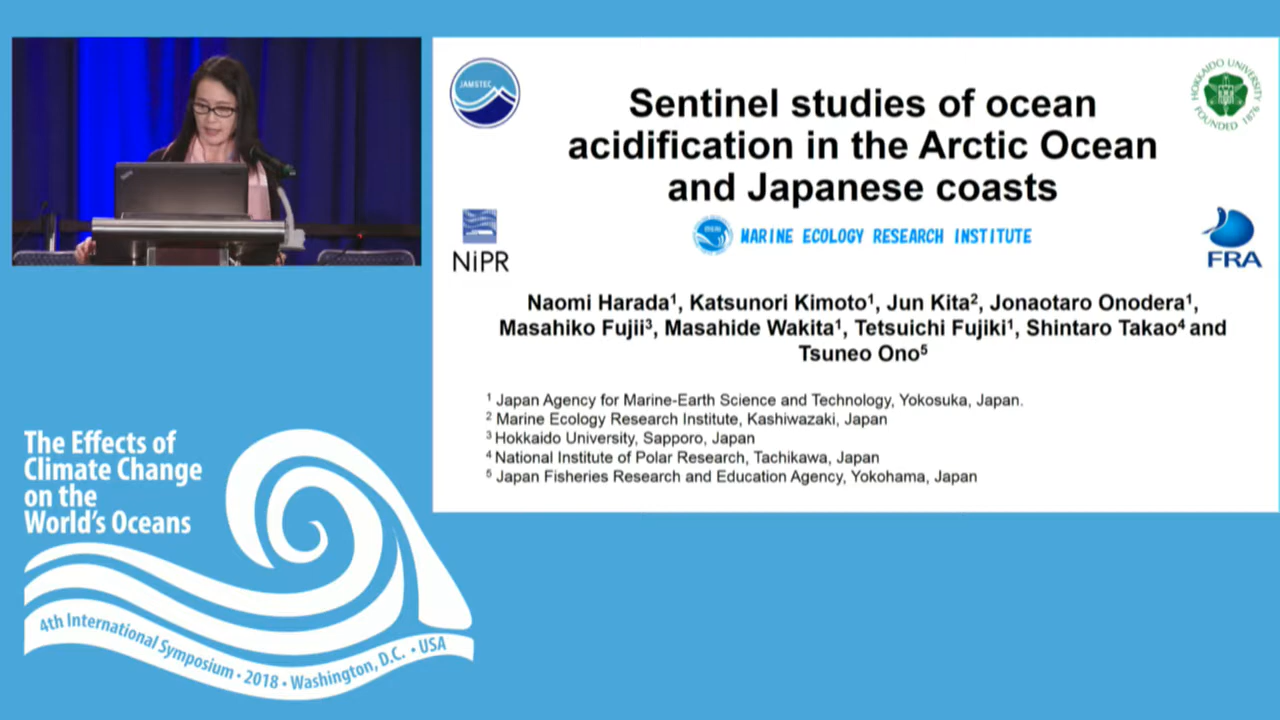 JAMSTEC
HOKKAIDO UNIVERSITY
FOUNDED 1876
Sentinel studies of ocean
acidification in the Arctic Ocean
and Japanese coasts
NiPR
MARINE ECOLOGY RESEARCH INSTITUTE
FRA
Naomi Harada¹, Katsunori Kimoto¹, Jun Kita², Jonaotaro Onodera¹,
Masahiko Fujii³, Masahide Wakita¹, Tetsuichi Fujiki¹, Shintaro Takao⁴ and
Tsuneo Ono⁵
¹ Japan Agency for Marine-Earth Science and Technology, Yokosuka, Japan.
² Marine Ecology Research Institute, Kashiwazaki, Japan
³ Hokkaido University, Sapporo, Japan
⁴ National Institute of Polar Research, Tachikawa, Japan
⁵ Japan Fisheries Research and Education Agency, Yokohama, Japan
The Effects of
Climate Change
on the
World's Oceans
4th International Symposium • 2018 • Washington, D.C. • USA